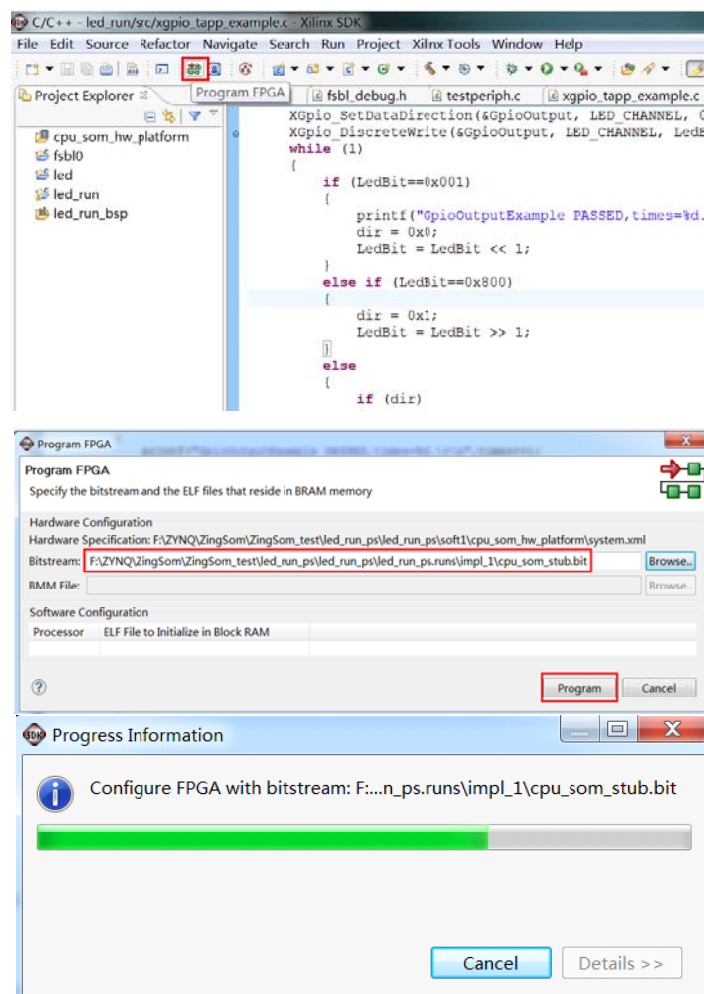 C/C++ - led_run/src/xgpio_tapp_example.c - Xilinx SDK
File Edit Source Refactor Navigate Search Run Project Xilinx Tools Window Help
Project Explorer
Program FPGA
fsbl_debug.h
testperiph.c
xgpio_tapp_example.c
cpu_som_hw_platform
fsbl0
led
led_run
led_run_bsp
XGpio_SetDataDirection(&GpioOutput, LED_CHANNEL,
XGpio_DiscreteWrite(&GpioOutput, LED_CHANNEL, LedB
while (1)
{
if (LedBit==0x001)
{
printf("GpioOutputExample PASSED,times=%d.
dir = 0x0;
LedBit = LedBit << 1;
}
else if (LedBit==0x800)
{
dir = 0x1;
LedBit = LedBit >> 1;
}
else
{
if (dir)
Program FPGA
Program FPGA
Specify the bitstream and the ELF files that reside in BRAM memory
Hardware Configuration
Hardware Specification: F:\ZYNQ\ZingSom\ZingSom_test\led_run_ps\led_run_ps\soft1\cpu_som_hw_platform\system.xml
Bitstream: F:\ZYNQ\ZingSom\ZingSom_test\led_run_ps\led_run_ps\led_run_ps.runs\impl_1\cpu_som_stub.bit Browse..
BMM File: Browse..
Software Configuration
Processor ELF File to Initialize in Block RAM
Program Cancel
SDK Progress Information
Configure FPGA with bitstream: F:...n_ps.runs\impl_1\cpu_som_stub.bit
Cancel Details >>